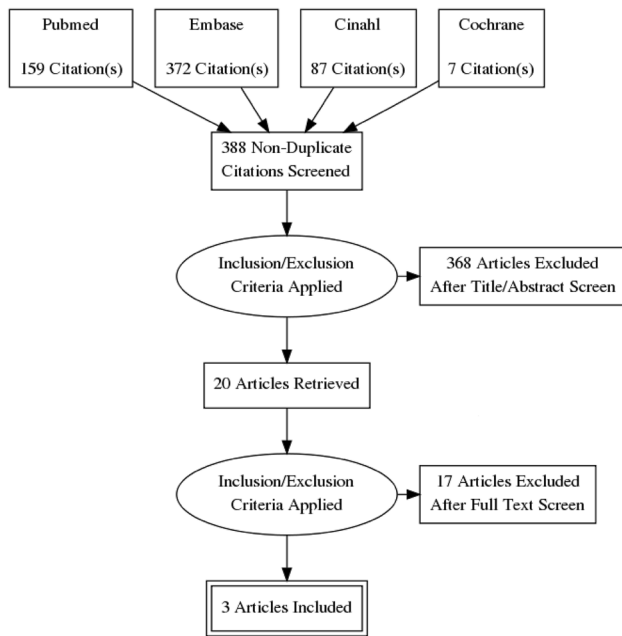 Pubmed
159 Citation(s)
Embase
372 Citation(s)
Cinahl
87 Citation(s)
Cochrane
7 Citation(s)
388 Non-Duplicate
Citations Screened
Inclusion/Exclusion
Criteria Applied
368 Articles Excluded
After Title/Abstract Screen
20 Articles Retrieved
Inclusion/Exclusion
Criteria Applied
17 Articles Excluded
After Full Text Screen
3 Articles Included